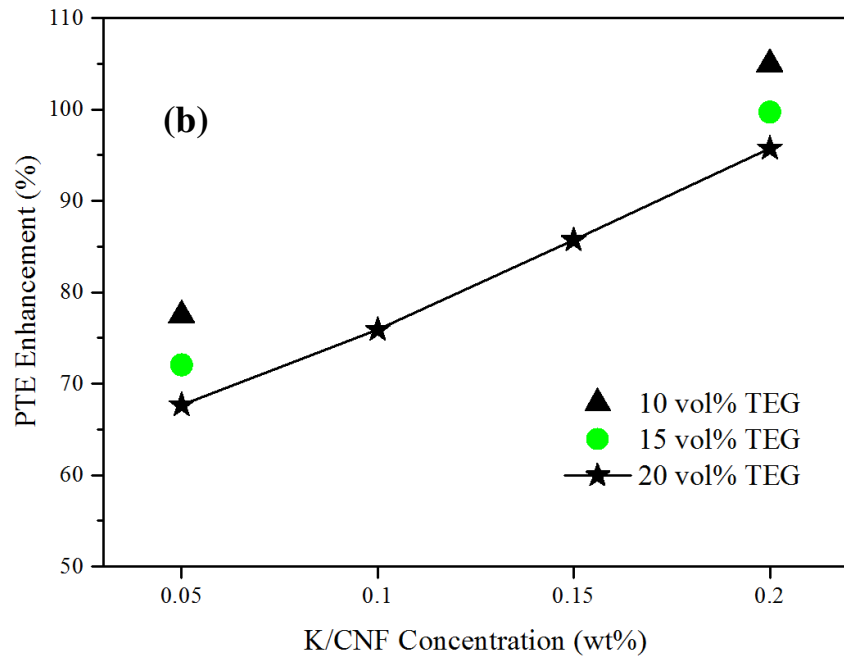 110
100
90
80
70
60
50
PTE Enhancement (%)
(b)
10 vol% TEG
15 vol% TEG
20 vol% TEG
0.05
0.1
0.15
0.2
K/CNF Concentration (wt%)